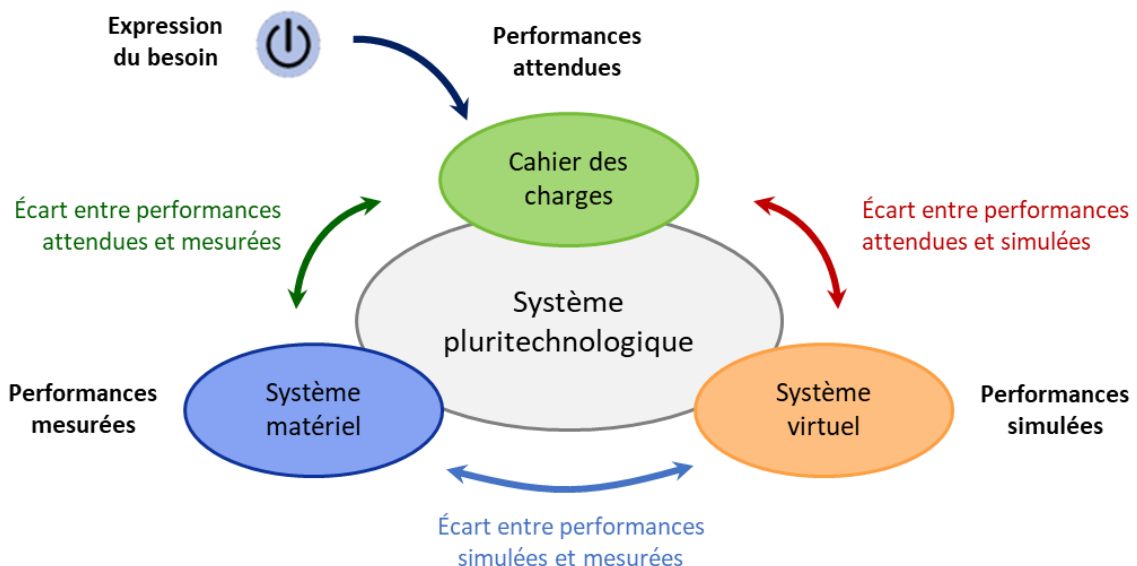 Expression
du besoin
Performances
attendues
Cahier des
charges
Écart entre performances
attendues et mesurées
Écart entre performances
attendues et simulées
Système
pluritechnologique
Performances
mesurées
Système
matériel
Système
virtuel
Performances
simulées
Écart entre performances
simulées et mesurées